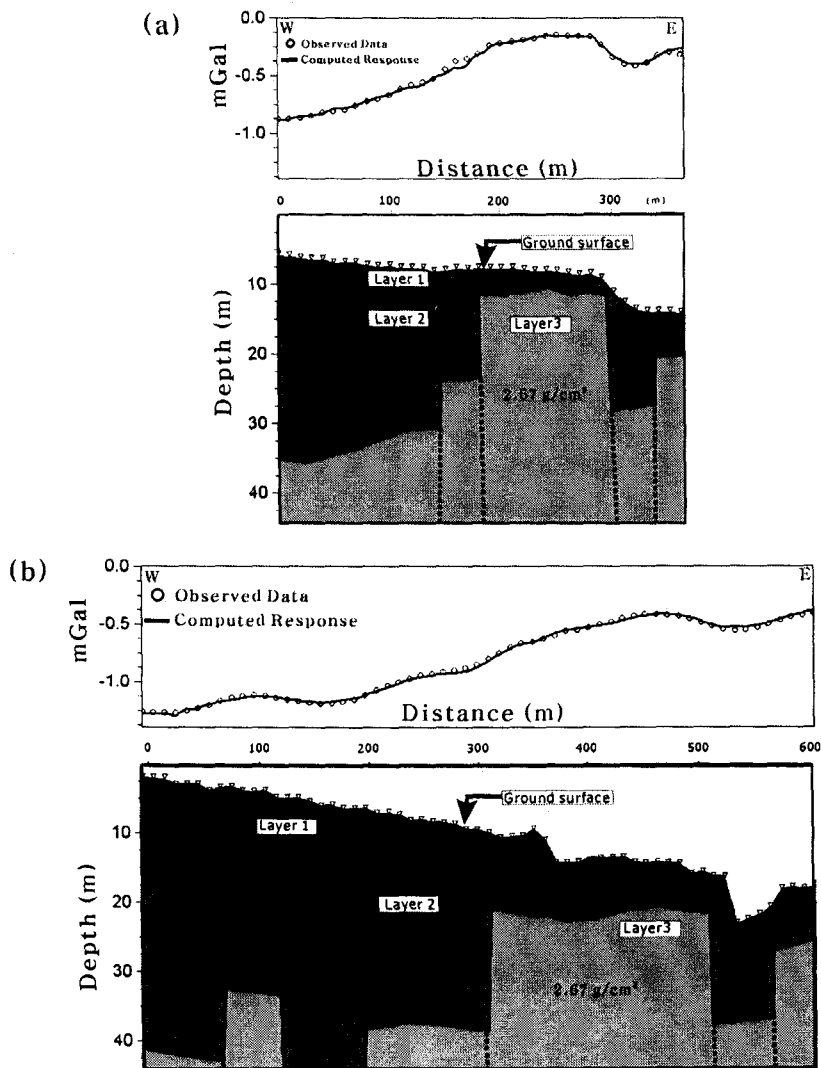 (a)
W E
Observed Data
Computed Response
mGal
0.0
-0.5
-1.0
Distance (m)
0 100 200 300 (m)
Ground surface
Layer 1
Layer 2
Layer3
2.67 g/cm³
Depth (m)
10
20
30
40
(b)
W E
Observed Data
Computed Response
mGal
0.0
-0.5
-1.0
Distance (m)
0 100 200 300 400 500 600
Ground surface
Layer 1
Layer 2
Layer3
2.67 g/cm³
Depth (m)
10
20
30
40